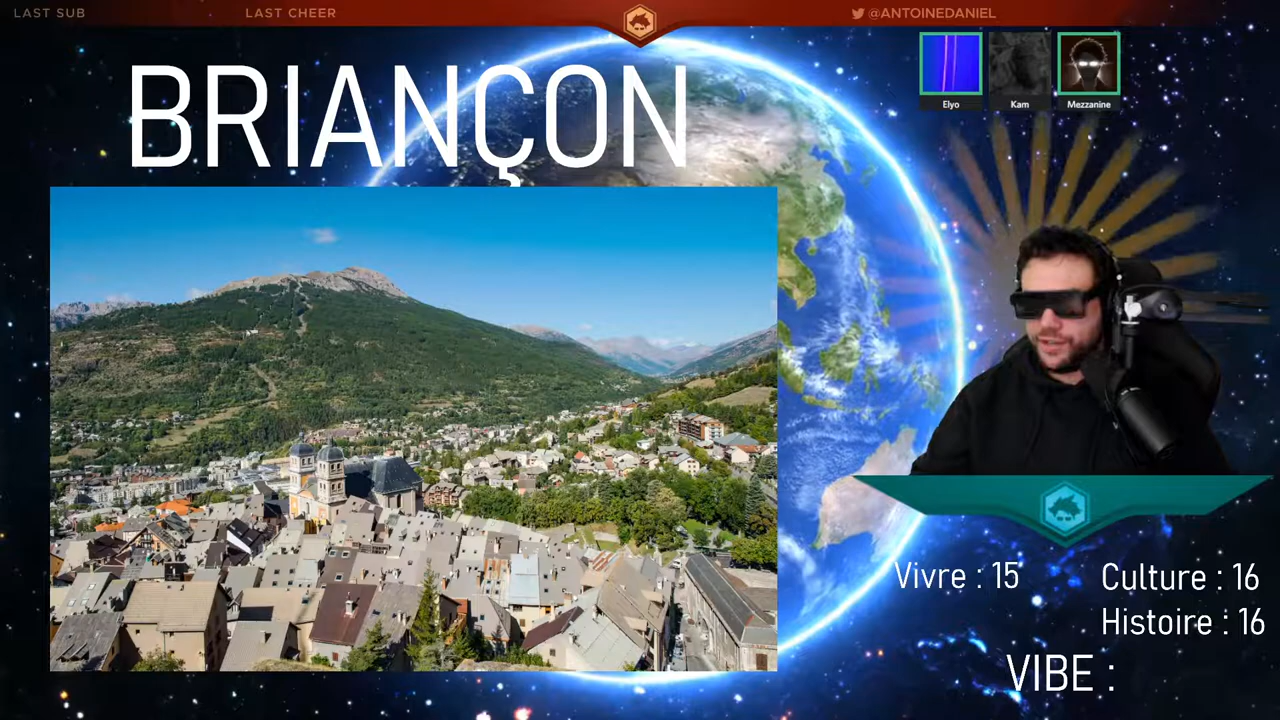 LAST SUB
LAST CHEER
@ANTOINEDANIEL
BRIANÇON
Elyo
Kam
Mezzanine
Vivre : 15
Culture : 16
Histoire : 16
VIBE :